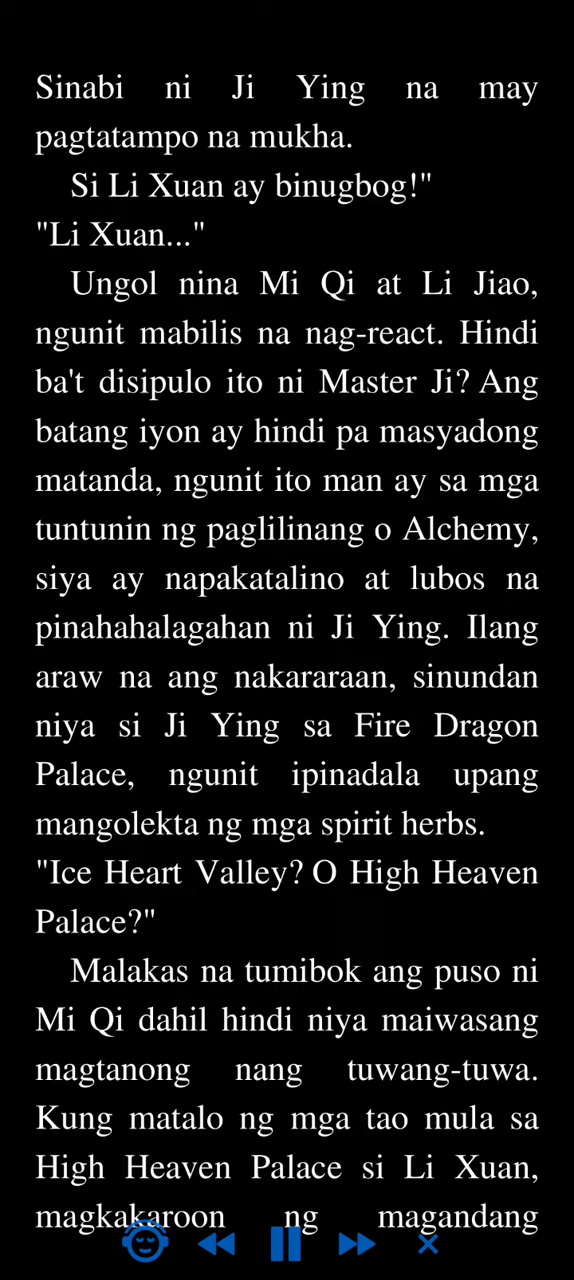 Sinabi ni Ji Ying na may
pagtatampo na mukha.
Si Li Xuan ay binugbog!"
"Li Xuan..."
Ungol nina Mi Qi at Li Jiao,
ngunit mabilis na nag-react. Hindi
ba't disipulo ito ni Master Ji? Ang
batang iyon ay hindi pa masyadong
matanda, ngunit ito man ay sa mga
tuntunin ng paglilinang o Alchemy,
siya ay napakatalino at lubos na
pinahahalagahan ni Ji Ying. Ilang
araw na ang nakararaan, sinundan
niya si Ji Ying sa Fire Dragon
Palace, ngunit ipinadala upang
mangolekta ng mga spirit herbs.
"Ice Heart Valley? O High Heaven
Palace?"
Malakas na tumibok ang puso ni
Mi Qi dahil hindi niya maiwasang
magtanong nang tuwang-tuwa.
Kung matalo ng mga tao mula sa
High Heaven Palace si Li Xuan,
magkakaroon ng magandang